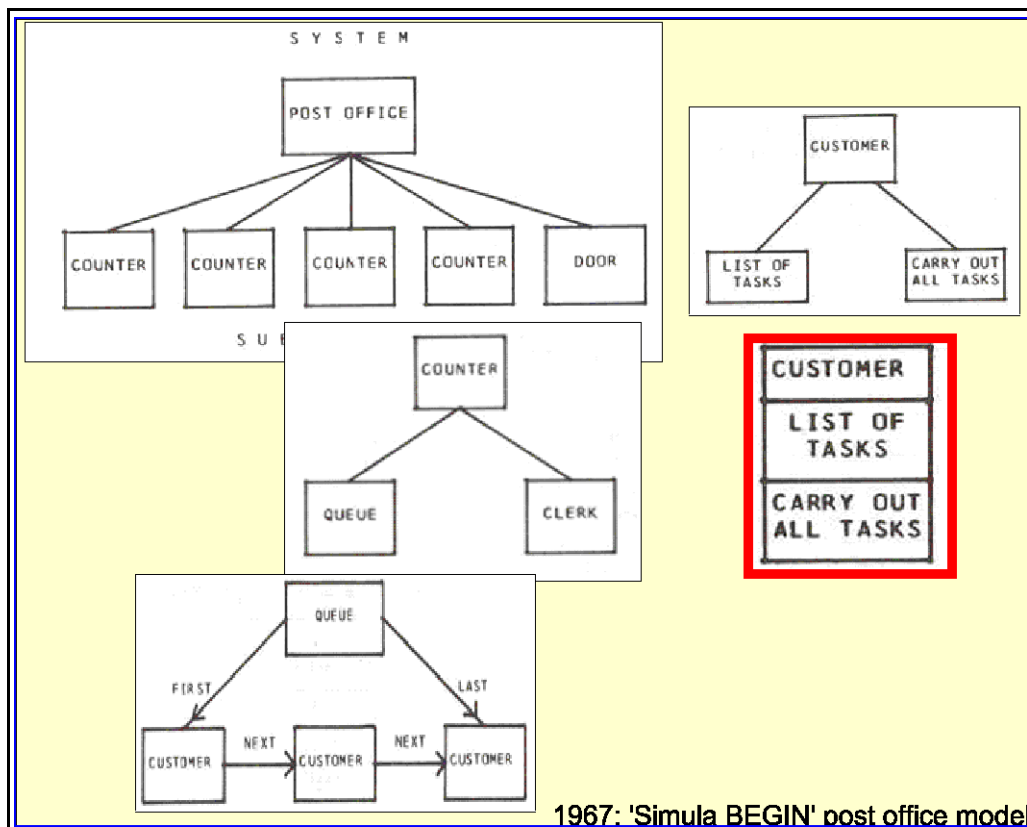 S Y S T E M
POST OFFICE
COUNTER COUNTER COUNTER COUNTER DOOR
S U
CUSTOMER
LIST OF
TASKS
CARRY OUT
ALL TASKS
COUNTER
QUEUE CLERK
CUSTOMER
LIST OF
TASKS
CARRY OUT
ALL TASKS
QUEUE
FIRST LAST
NEXT NEXT
CUSTOMER CUSTOMER CUSTOMER
1967: 'Simula BEGIN' post office model